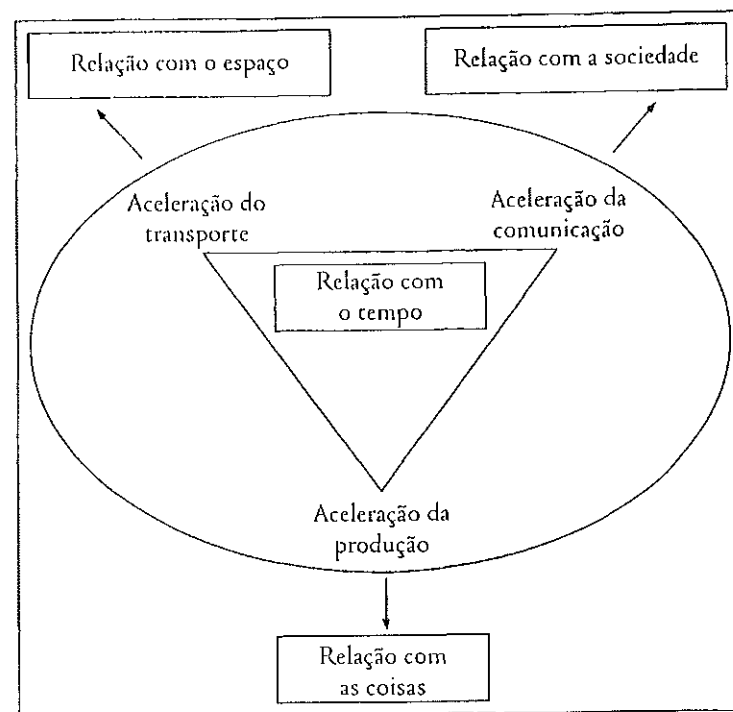 Relação com o espaço
Relação com a sociedade
Aceleração do
transporte
Aceleração da
comunicação
Relação com
o tempo
Aceleração da
produção
Relação com
as coisas